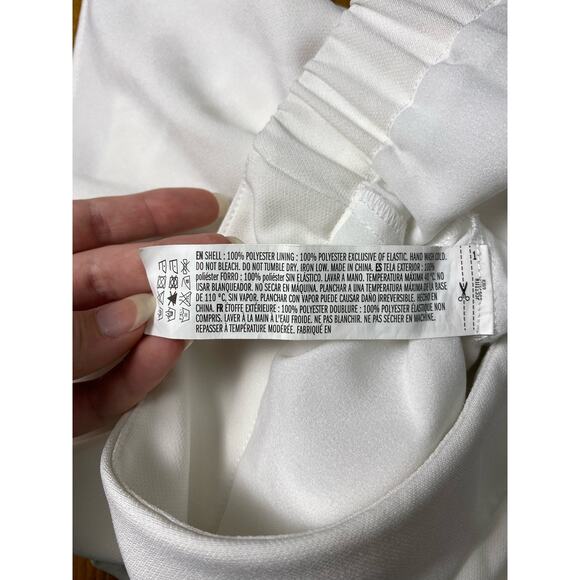 EN SHELL : 100% POLYESTER LINING : 100% POLYESTER EXCLUSIVE OF ELASTIC. HAND WASH COLD.
DO NOT BLEACH. DO NOT TUMBLE DRY. IRON LOW. MADE IN CHINA. ES TELA EXTERIOR : 100%
poliéster FORRO : 100% poliéster SIN ELÁSTICO. LAVAR A MANO. TEMPERATURA MÁXIMA 40 °C. NO
USAR BLANQUEADOR. NO SECAR EN MAQUINA. PLANCHAR A UNA TEMPERATURA MÁXIMA DE LA BASE
DE 110 °C, SIN VAPOR. PLANCHAR CON VAPOR PUEDE CAUSAR DAÑO IRREVERSIBLE. HECHO EN
CHINA. FR ÉTOFFE EXTÉRIEURE : 100% POLYESTER DOUBLURE : 100% POLYESTER ÉLASTIQUE NON
COMPRIS. LAVER À LA MAIN À L'EAU FROIDE. NE PAS BLANCHIR. NE PAS SÉCHER EN MACHINE.
REPASSER À TEMPÉRATURE MODÉRÉE. FABRIQUÉ EN